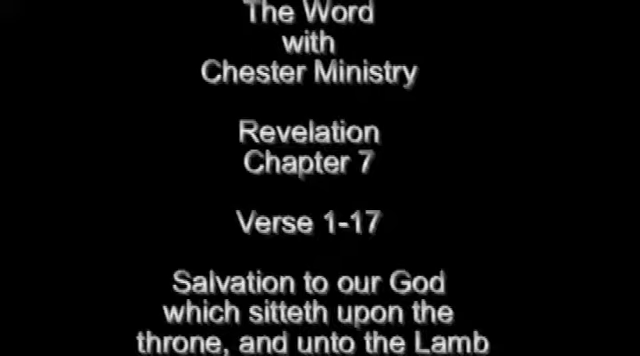 The Word
with
Chester Ministry
Revelation
Chapter 7
Verse 1-17
Salvation to our God
which sitteth upon the
throne, and unto the Lamb